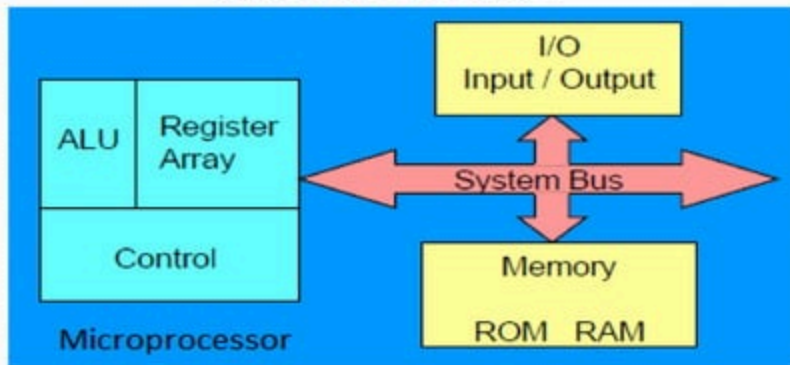 I/O
Input / Output
ALU
Register
Array
System Bus
Control
Memory
ROM RAM
Microprocessor